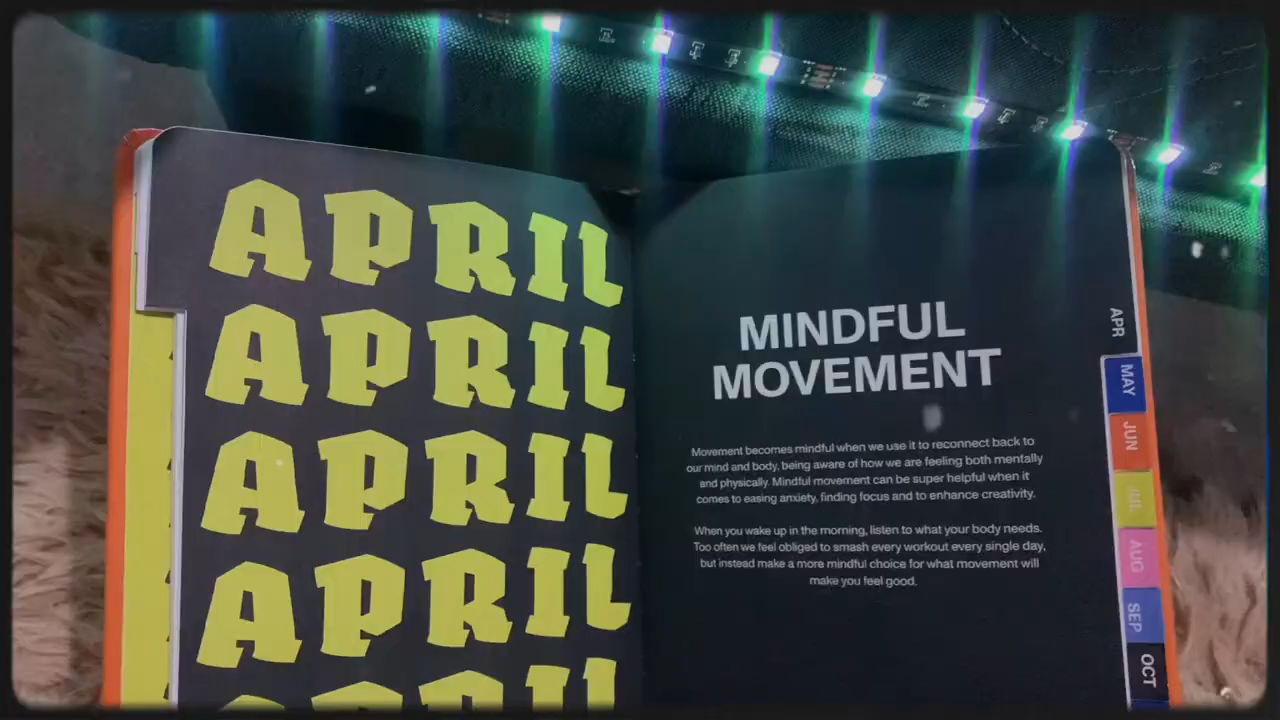 APRIL
APRIL
APRIL
APRIL
APRIL
MINDFUL
MOVEMENT
Movement becomes mindful when we use it to reconnect back to
our mind and body, being aware of how we are feeling both mentally
and physically. Mindful movement can be super helpful when it
comes to easing anxiety, finding focus and to enhance creativity.
When you wake up in the morning, listen to what your body needs.
Too often we feel obliged to smash every workout every single day,
but instead make a more mindful choice for what movement will
make you feel good.
APR
MAY
JUN
JUL
AUG
SEP
OCT